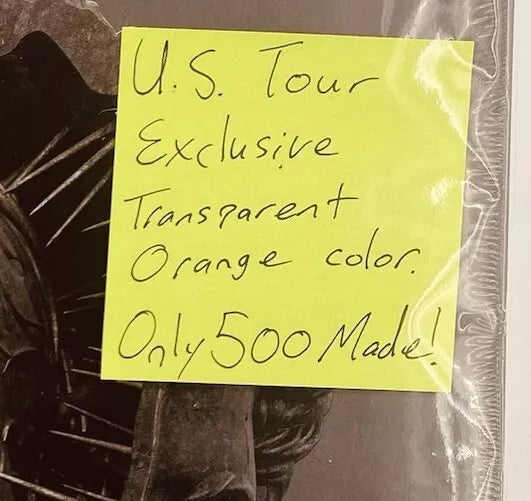 U.S. Tour
Exclusive
Transparent
Orange color.
Only 500 Made!